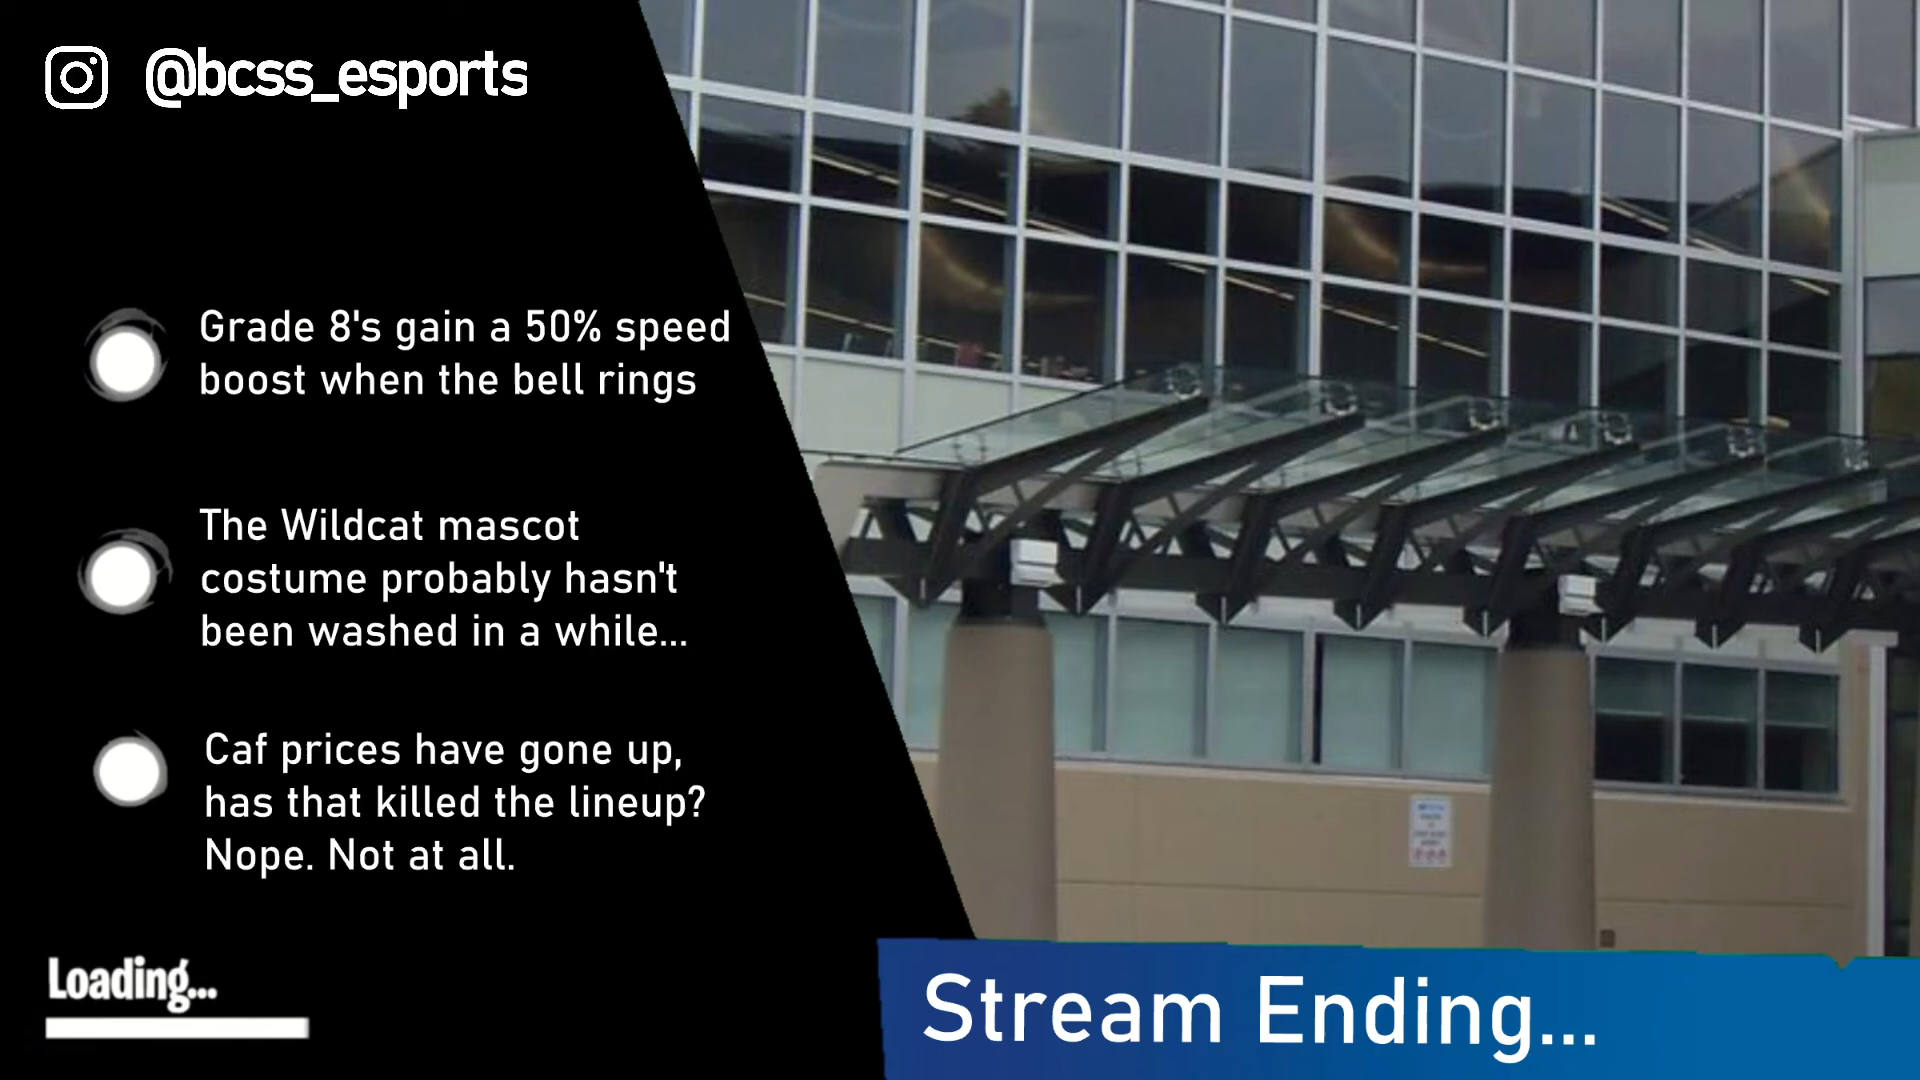 @bcss_esports
Grade 8's gain a 50% speed
boost when the bell rings
The Wildcat mascot
costume probably hasn't
been washed in a while...
Caf prices have gone up,
has that killed the lineup?
Nope. Not at all.
Loading...
Stream Ending...